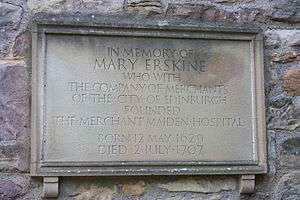 IN MEMORY OF
MARY ERSKINE
WHO WITH
THE COMPANY OF MERCHANTS
OF THE CITY OF EDINBURGH
FOUNDED
THE MERCHANT MAIDEN HOSPITAL
BORN 12 MAY 1629
DIED 2 JULY 1707